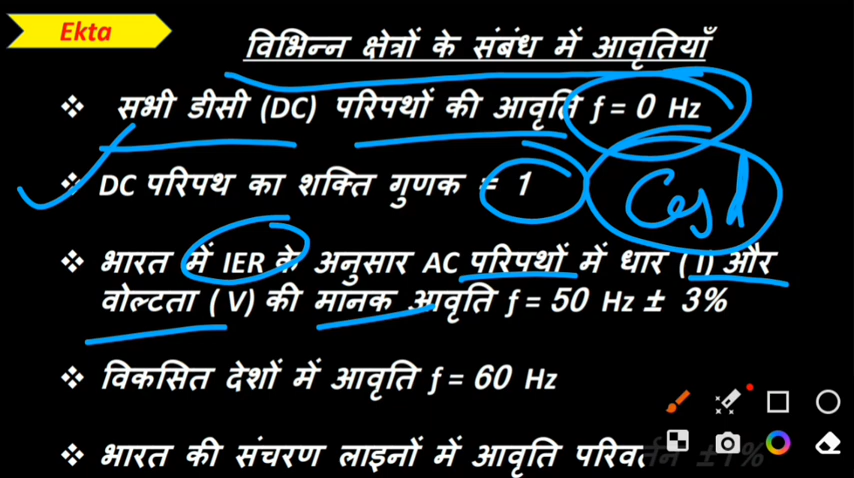 Ekta
विभिन्न क्षेत्रों के संबंध में आवृतियाँ
❖ सभी डीसी (DC) परिपथों की आवृति f = 0 Hz
❖ DC परिपथ का शक्ति गुणक = 1
❖ भारत में IER के अनुसार AC परिपथों में धार (I) और
वोल्टता ( V) की मानक आवृति f = 50 Hz ± 3%
❖ विकसित देशों में आवृति f = 60 Hz
❖ भारत की संचरण लाइनों में आवृति परिवर्तन ±1%